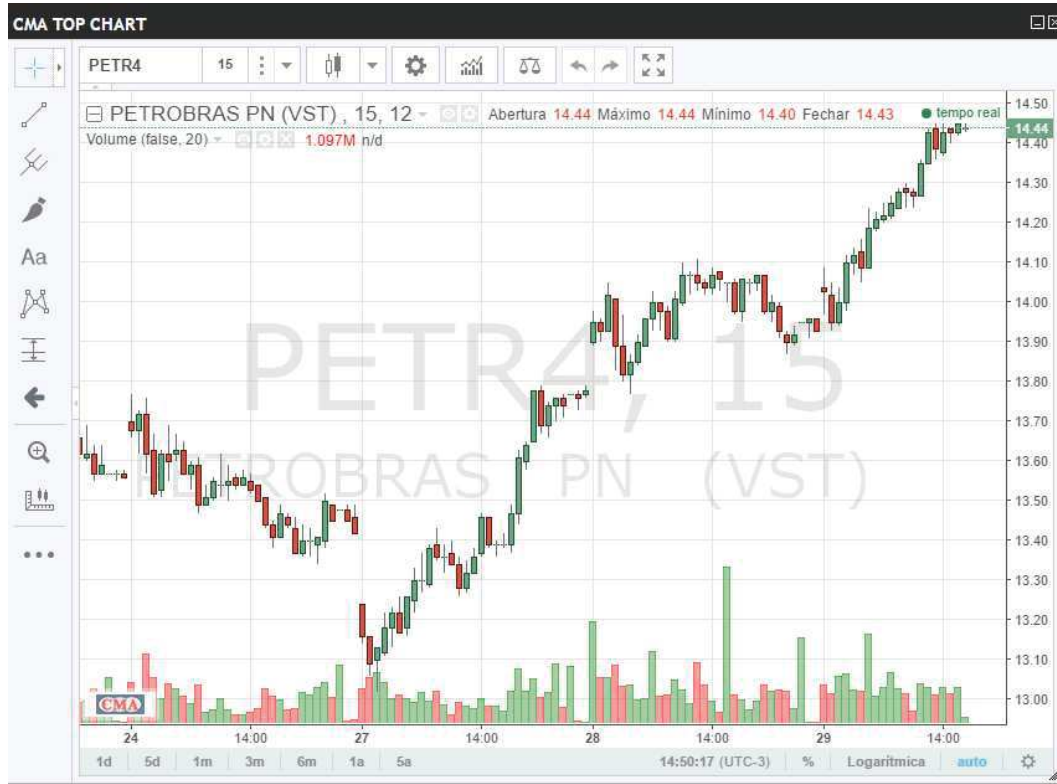 CMA TOP CHART
PETR4 15
PETROBRAS PN (VST) , 15, 12 Abertura 14.44 Máximo 14.44 Mínimo 14.40 Fechar 14.43 tempo real
Volume (false, 20) 1.097M n/d
Aa
14.50
14.44
14.40
14.30
14.20
14.10
14.00
13.90
13.80
13.70
13.60
13.50
13.40
13.30
13.20
13.10
13.00
PETR4, 15
PETROBRAS PN (VST)
CMA
24 14:00 27 14:00 28 14:00 29 14:00
1d 5d 1m 3m 6m 1a 5a 14:50:17 (UTC-3) % Logarítmica auto